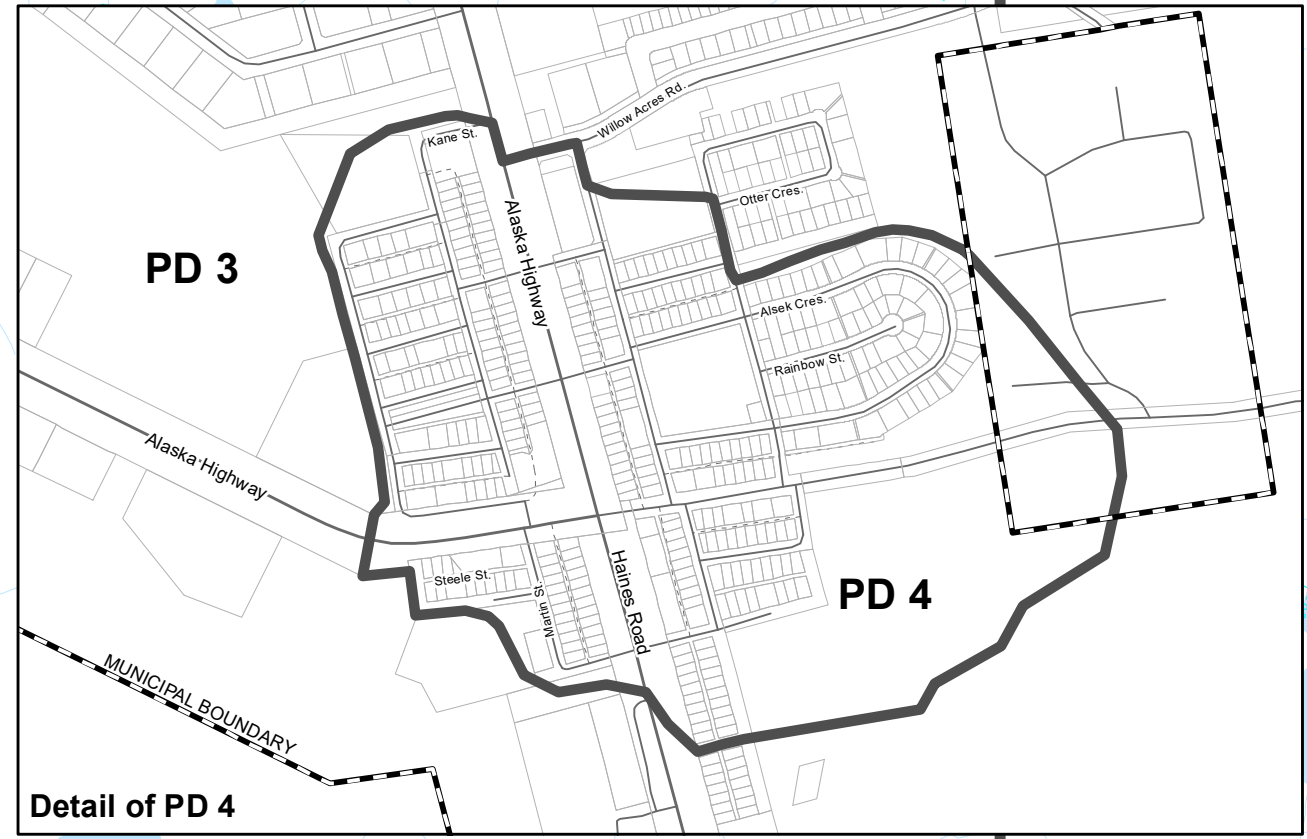 Kane St.
Willow Acres Rd.
Otter Cres.
Alaska Highway
PD 3
Alsek Cres.
Rainbow St.
Alaska Highway
Steele St.
Martin St.
Haines Road
PD 4
MUNICIPAL BOUNDARY
Detail of PD 4